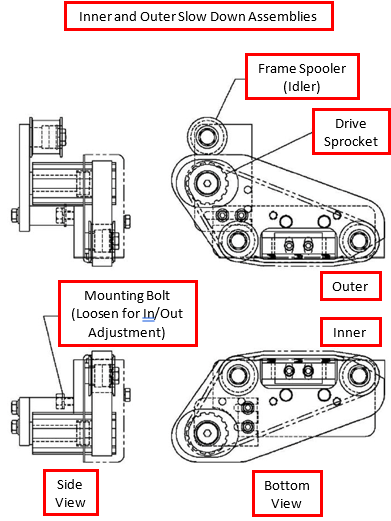 Inner and Outer Slow Down Assemblies
Frame Spooler
(Idler)
Drive
Sprocket
Outer
Mounting Bolt
(Loosen for In/Out
Adjustment)
Inner
Side
View
Bottom
View